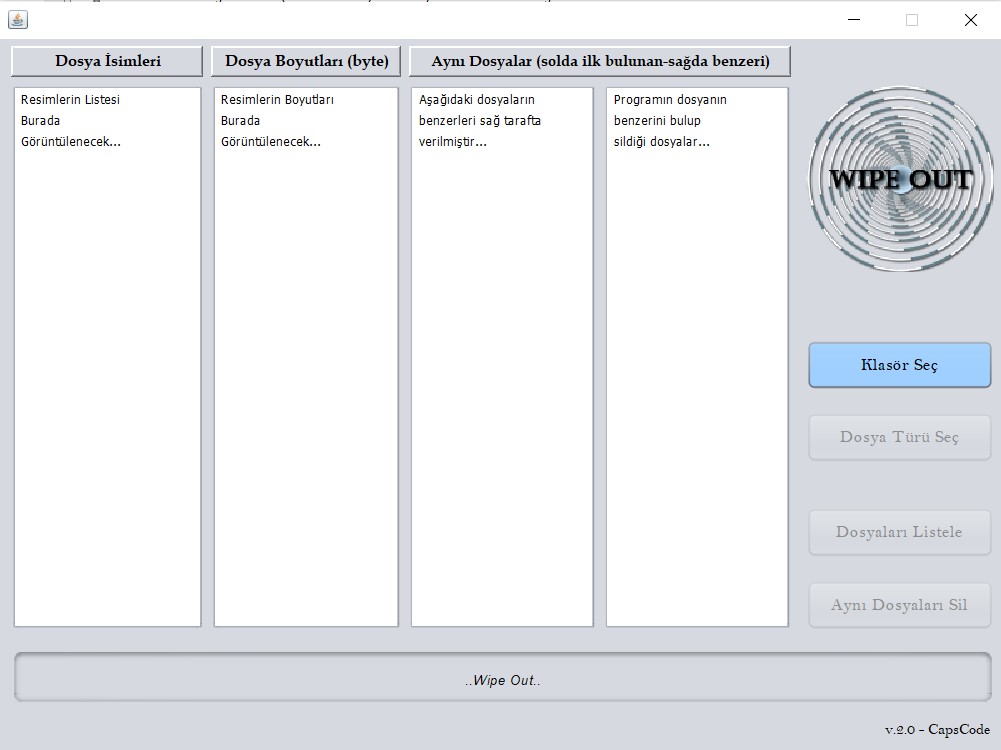 Dosya İsimleri
Dosya Boyutları (byte)
Aynı Dosyalar (solda ilk bulunan-sağda benzeri)
Resimlerin Listesi
Burada
Görüntülenecek...
Resimlerin Boyutları
Burada
Görüntülenecek...
Aşağıdaki dosyaların
benzerleri sağ tarafta
verilmiştir...
Programın dosyanın
benzerini bulup
sildiği dosyalar...
WIPE OUT
Klasör Seç
Dosya Türü Seç
Dosyaları Listele
Aynı Dosyaları Sil
..Wipe Out..
v.2.0 - CapsCode